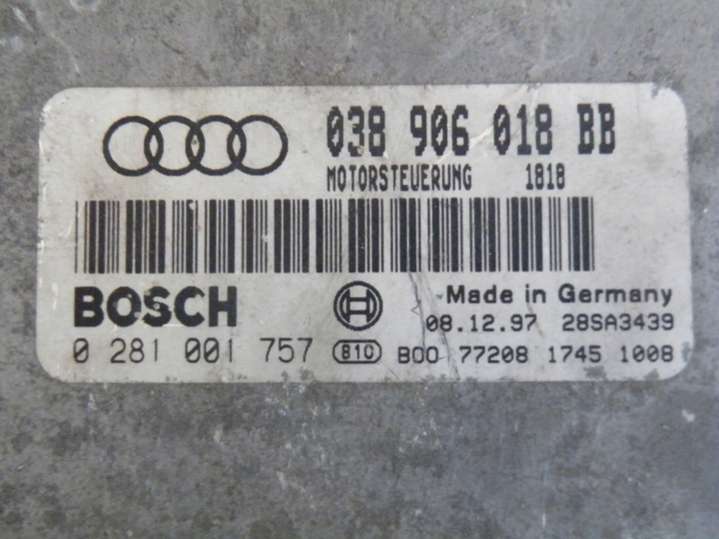 038 906 018 BB
MOTORSTEUERUNG 1818
BOSCH
Made in Germany
08.12.97 28SA3439
0 281 001 757 B10 B00 77208 1745 1008